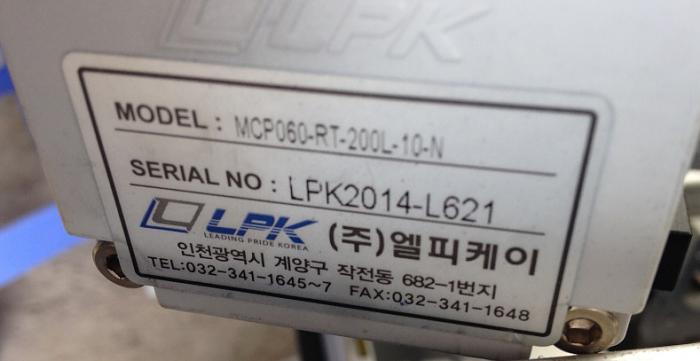 LPK
MODEL : MCP060-RT-200L-10-N
SERIAL NO : LPK2014-L621
LPK (주)엘피케이
LEADING PRIDE KOREA
인천광역시 계양구 작전동 682-1번지
TEL:032-341-1645~7 FAX:032-341-1648